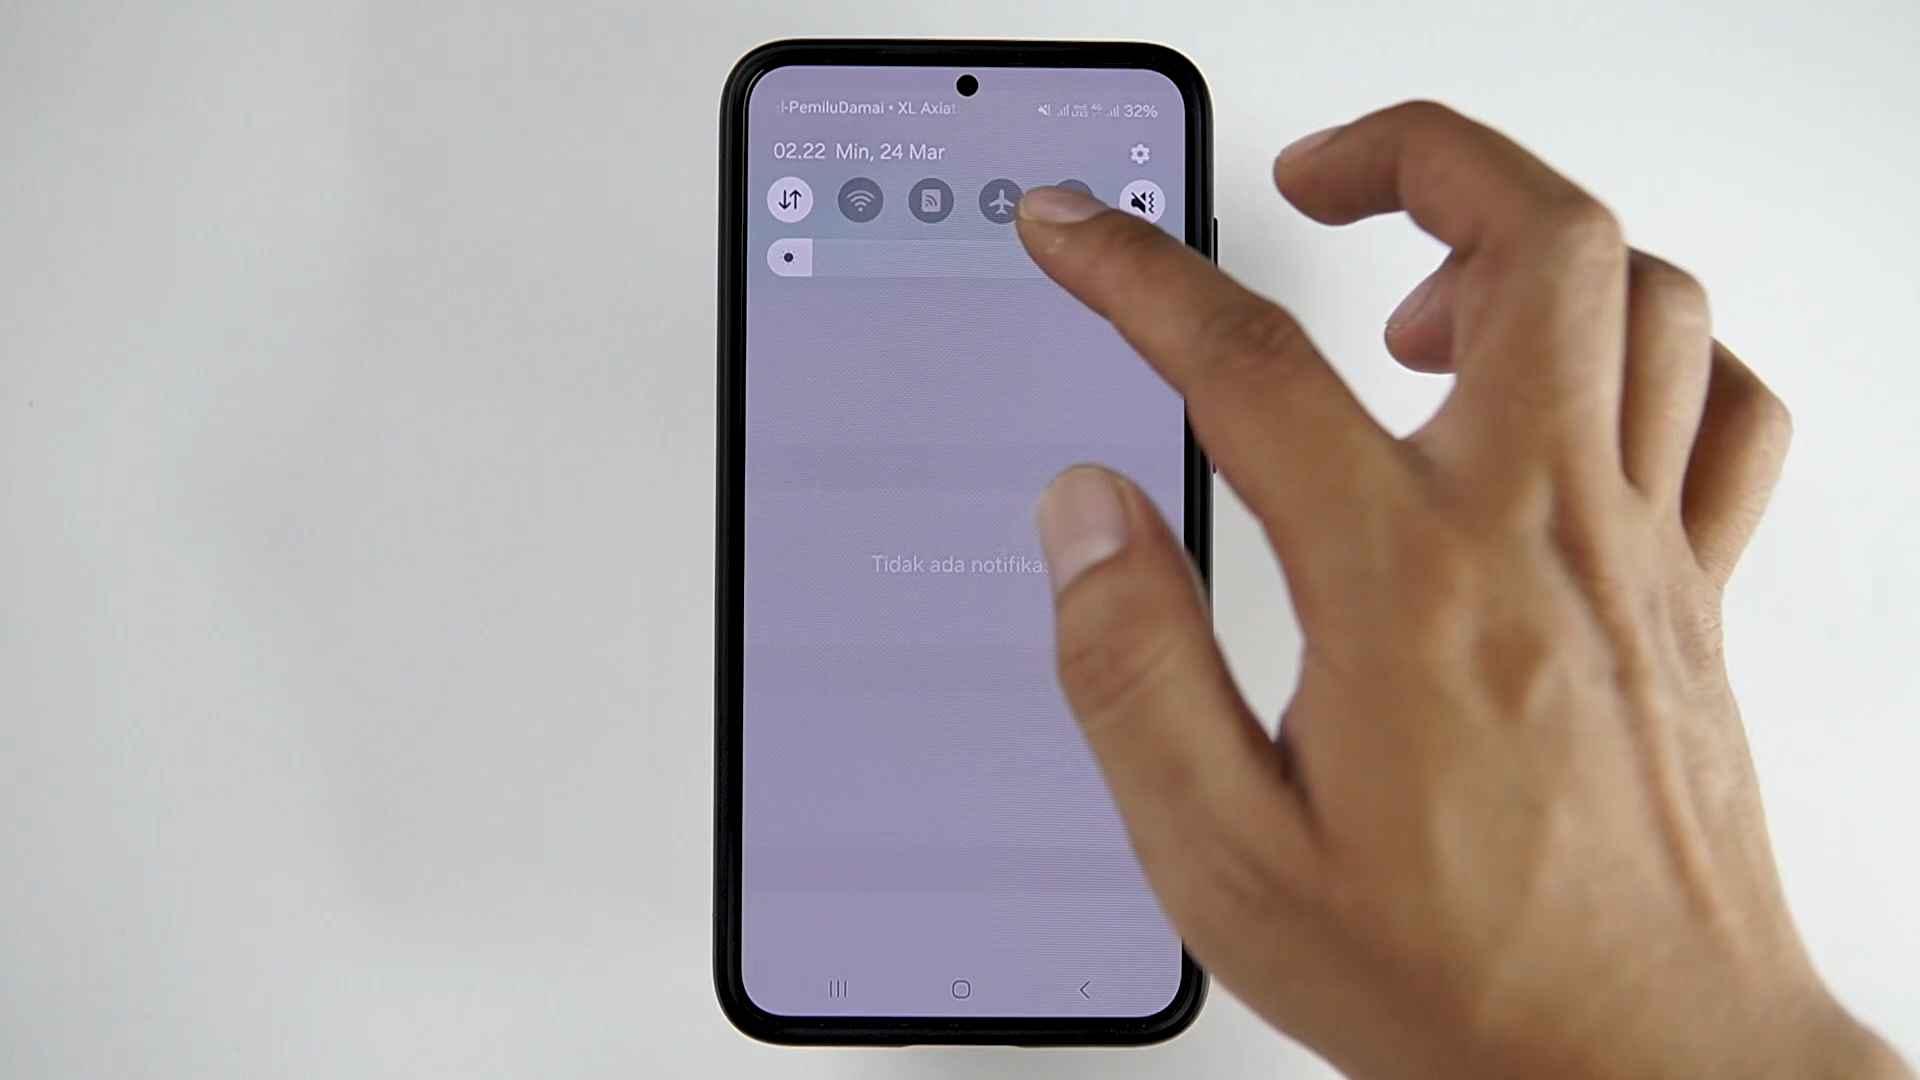 l-PemiluDamai • XL Axiat
32%
02.22 Min, 24 Mar
Tidak ada notifikas